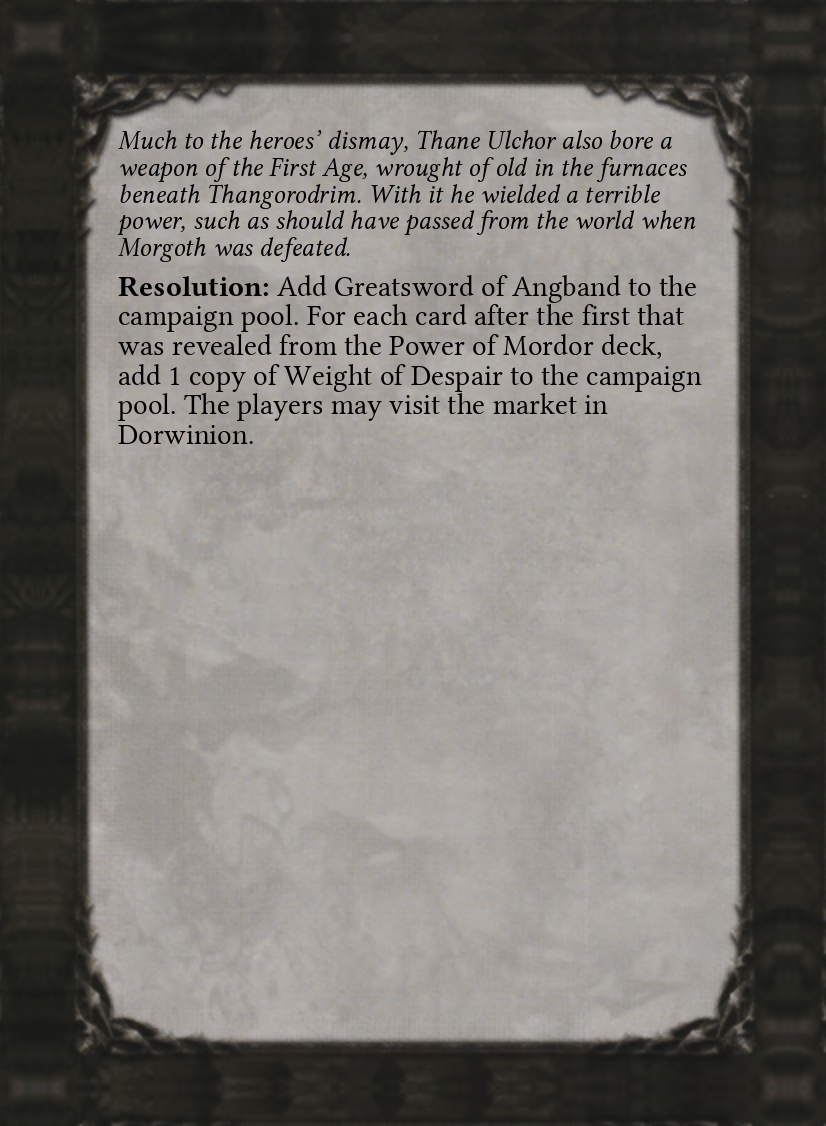 Much to the heroes’ dismay, Thane Ulchor also bore a
weapon of the First Age, wrought of old in the furnaces
beneath Thangorodrim. With it he wielded a terrible
power, such as should have passed from the world when
Morgoth was defeated.
Resolution: Add Greatsword of Angband to the
campaign pool. For each card after the first that
was revealed from the Power of Mordor deck,
add 1 copy of Weight of Despair to the campaign
pool. The players may visit the market in
Dorwinion.